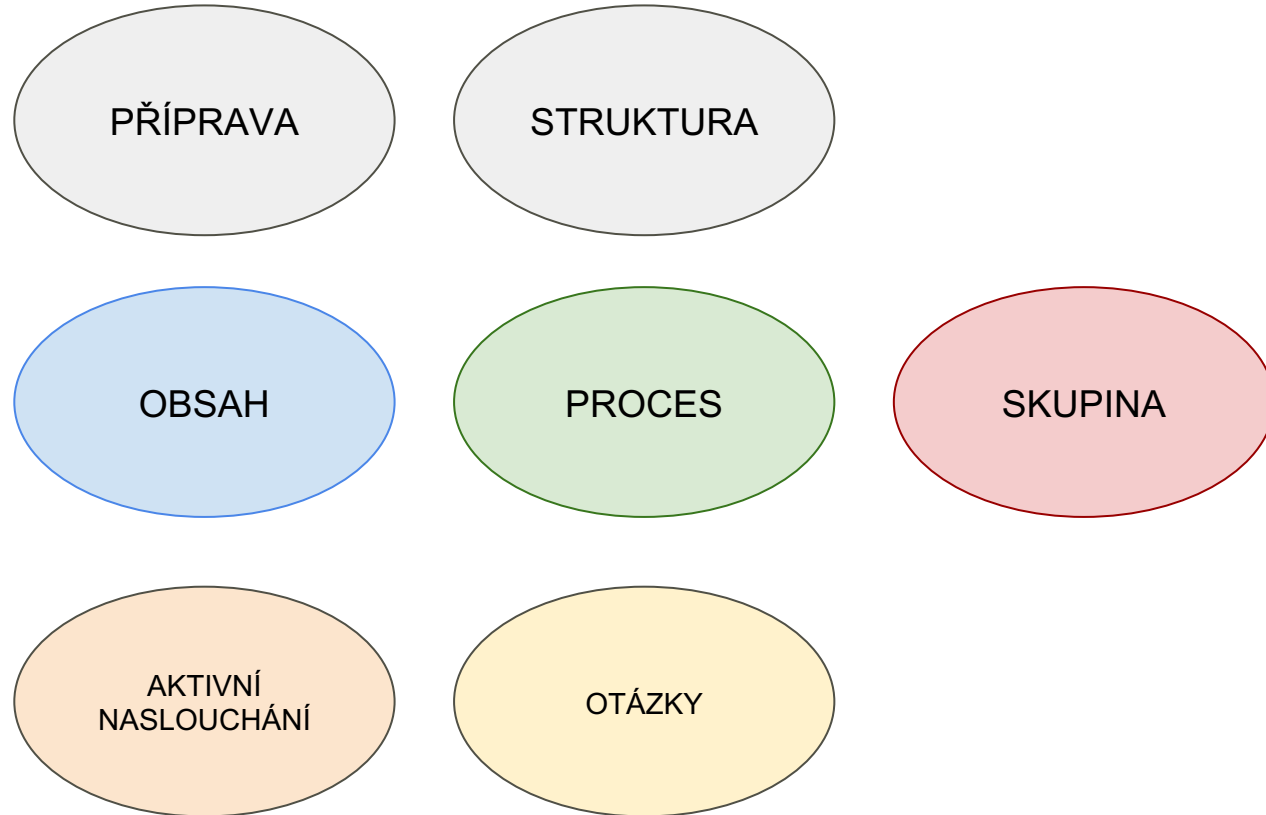 PŘÍPRAVA
STRUKTURA
OBSAH
PROCES
SKUPINA
AKTIVNÍ
NASLOUCHÁNÍ
OTÁZKY